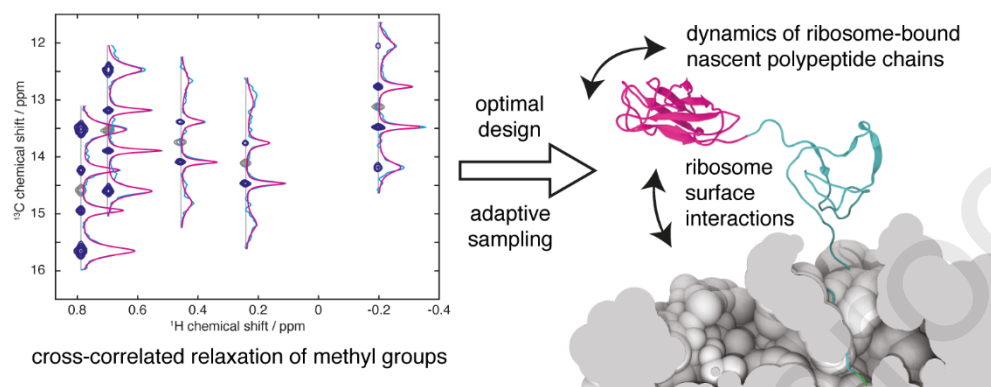 12
13
14
15
16
¹³C chemical shift / ppm
0.8 0.6 0.4 0.2 0 -0.2 -0.4
¹H chemical shift / ppm
cross-correlated relaxation of methyl groups
optimal
design
adaptive
sampling
dynamics of ribosome-bound
nascent polypeptide chains
ribosome
surface
interactions